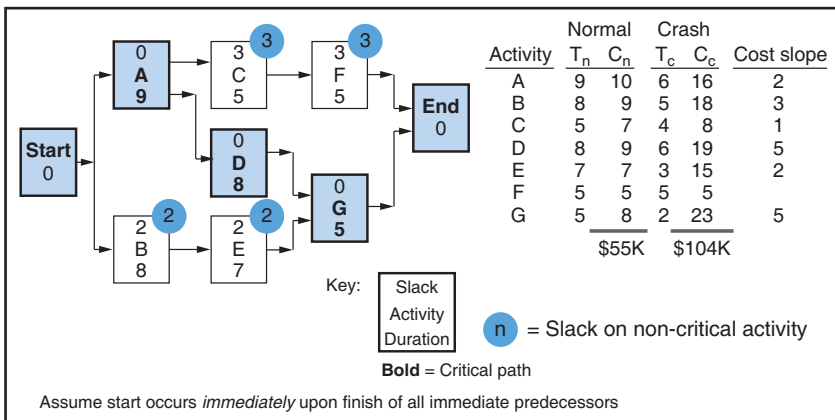 Start
0
0
A
9
3
C
5
3
3
F
5
3
End
0
0
D
8
2
B
8
2
2
E
7
2
0
G
5
Key:
Slack
Activity
Duration
Bold = Critical path
n = Slack on non-critical activity
Normal Crash
Activity Tn Cn Tc Cc Cost slope
A 9 10 6 16 2
B 8 9 5 18 3
C 5 7 4 8 1
D 8 9 6 19 5
E 7 7 3 15 2
F 5 5 5 5
G 5 8 2 23 5
$55K $104K
Assume start occurs immediately upon finish of all immediate predecessors